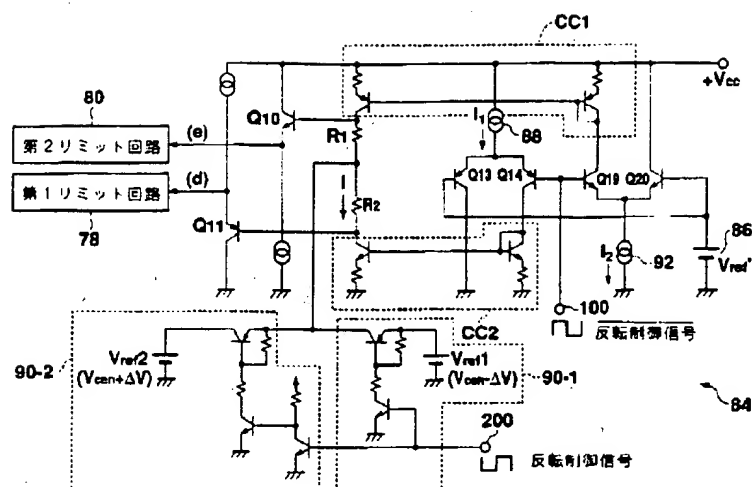 CC1
+Vcc
80
(e)
Q10
R1
I1
88
第2リミット回路
(d)
第1リミット回路
I
R2
Q13
Q14
Q19
Q20
86
78
Q11
I2
92
Vref'
CC2
100
反転制御信号
90-2
Vref2
(Vcen+ΔV)
Vref1
(Vcen-ΔV)
90-1
84
200
反転制御信号